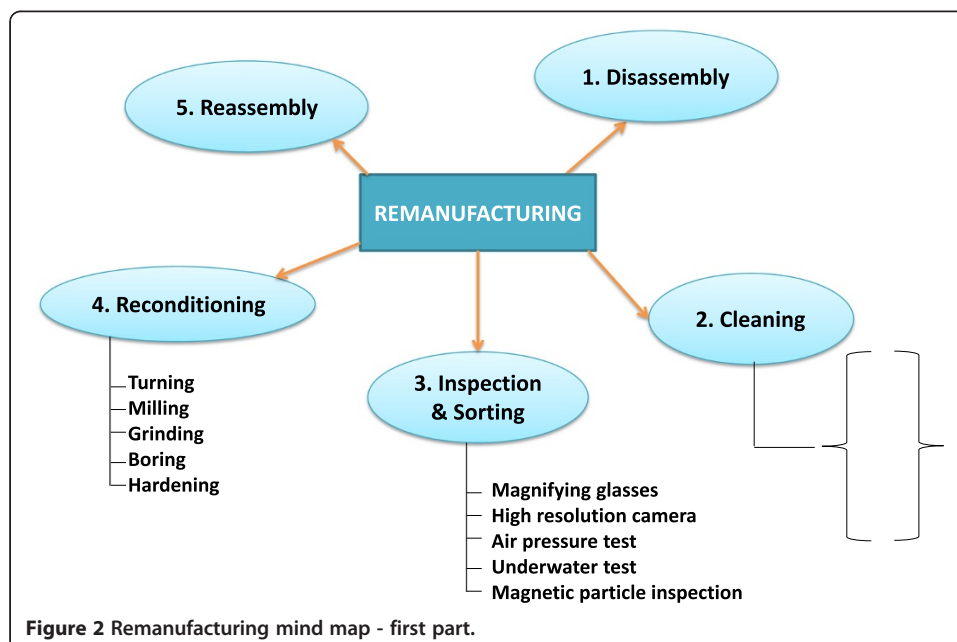 5. Reassembly
1. Disassembly
REMANUFACTURING
4. Reconditioning
Turning
Milling
Grinding
Boring
Hardening
3. Inspection
& Sorting
Magnifying glasses
High resolution camera
Air pressure test
Underwater test
Magnetic particle inspection
2. Cleaning
Figure 2 Remanufacturing mind map - first part.